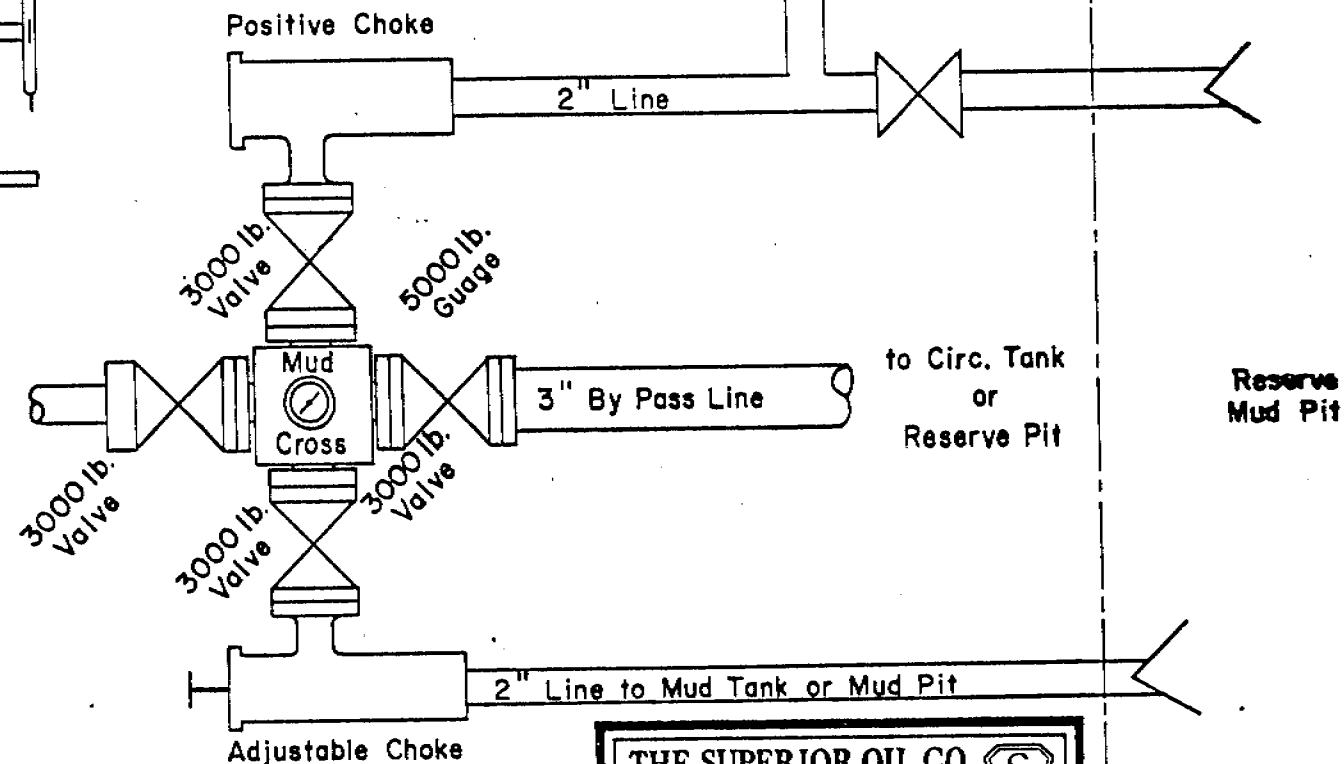 Positive Choke
2" Line
3000 lb.
Valve
5000 lb.
Guage
Mud
Cross
3" By Pass Line
to Circ. Tank
or
Reserve Pit
Reserve
Mud Pit
3000 lb.
Valve
3000 lb.
Valve
3000 lb.
Valve
2" Line to Mud Tank or Mud Pit
Adjustable Choke
THE SUPERIOR OIL CO